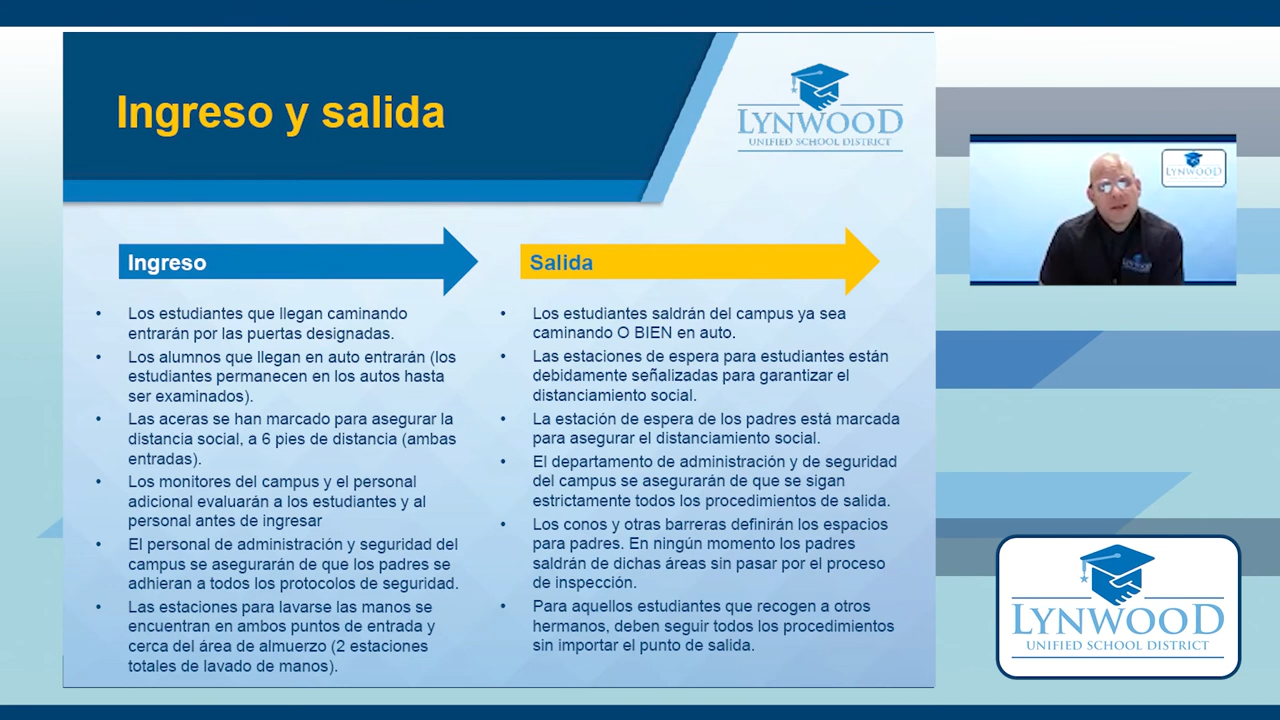 Ingreso y salida
LYNWOOD
UNIFIED SCHOOL DISTRICT
LYNWOOD
Ingreso
Salida
• Los estudiantes que llegan caminando
entrarán por las puertas designadas.
• Los alumnos que llegan en auto entrarán (los
estudiantes permanecen en los autos hasta
ser examinados).
• Las aceras se han marcado para asegurar la
distancia social, a 6 pies de distancia (ambas
entradas).
• Los monitores del campus y el personal
adicional evaluarán a los estudiantes y al
personal antes de ingresar
• El personal de administración y seguridad del
campus se asegurarán de que los padres se
adhieran a todos los protocolos de seguridad.
• Las estaciones para lavarse las manos se
encuentran en ambos puntos de entrada y
cerca del área de almuerzo (2 estaciones
totales de lavado de manos).
• Los estudiantes saldrán del campus ya sea
caminando O BIEN en auto.
• Las estaciones de espera para estudiantes están
debidamente señalizadas para garantizar el
distanciamiento social.
• La estación de espera de los padres está marcada
para asegurar el distanciamiento social.
• El departamento de administración y de seguridad
del campus se asegurarán de que se sigan
estrictamente todos los procedimientos de salida.
• Los conos y otras barreras definirán los espacios
para padres. En ningún momento los padres
saldrán de dichas áreas sin pasar por el proceso
de inspección.
• Para aquellos estudiantes que recogen a otros
hermanos, deben seguir todos los procedimientos
sin importar el punto de salida.
LYNWOOD
UNIFIED SCHOOL DISTRICT